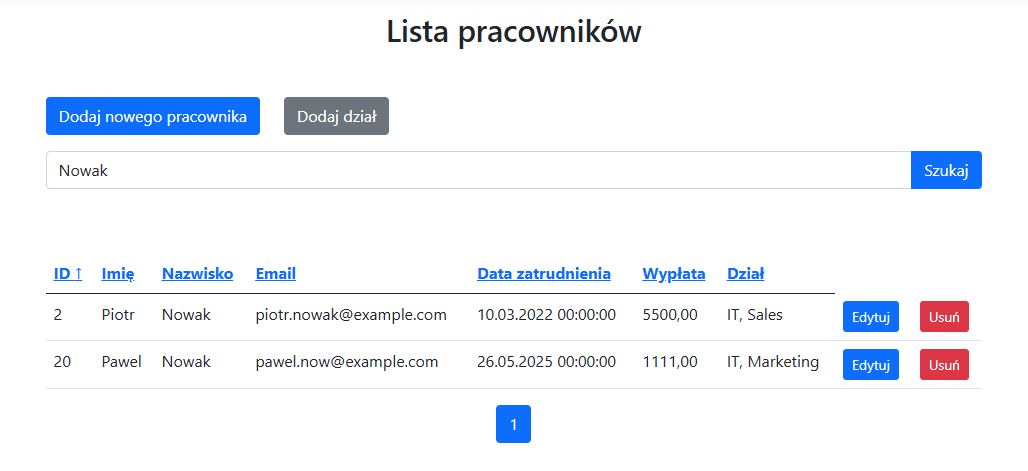 Lista pracowników
Dodaj nowego pracownika Dodaj dział
Nowak Szukaj
ID ↑ Imię Nazwisko Email Data zatrudnienia Wypłata Dział
2 Piotr Nowak piotr.nowak@example.com 10.03.2022 00:00:00 5500,00 IT, Sales Edytuj Usuń
20 Pawel Nowak pawel.now@example.com 26.05.2025 00:00:00 1111,00 IT, Marketing Edytuj Usuń
1